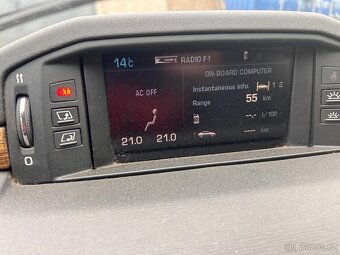 14°C RADIO F1
ON-BOARD COMPUTER
AC OFF
Instantaneous info. 1 2
Range 55 km
--.- l/100
21.0 21.0 --.- km
0